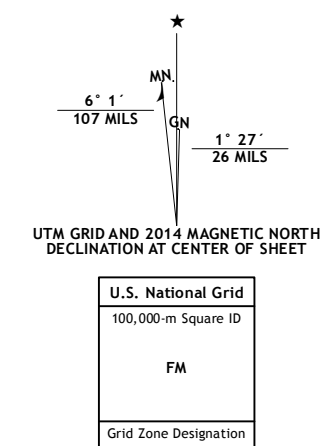 MN.
6° 1´
107 MILS
GN
1° 27´
26 MILS
UTM GRID AND 2014 MAGNETIC NORTH
DECLINATION AT CENTER OF SHEET
U.S. National Grid
100,000-m Square ID
FM
Grid Zone Designation